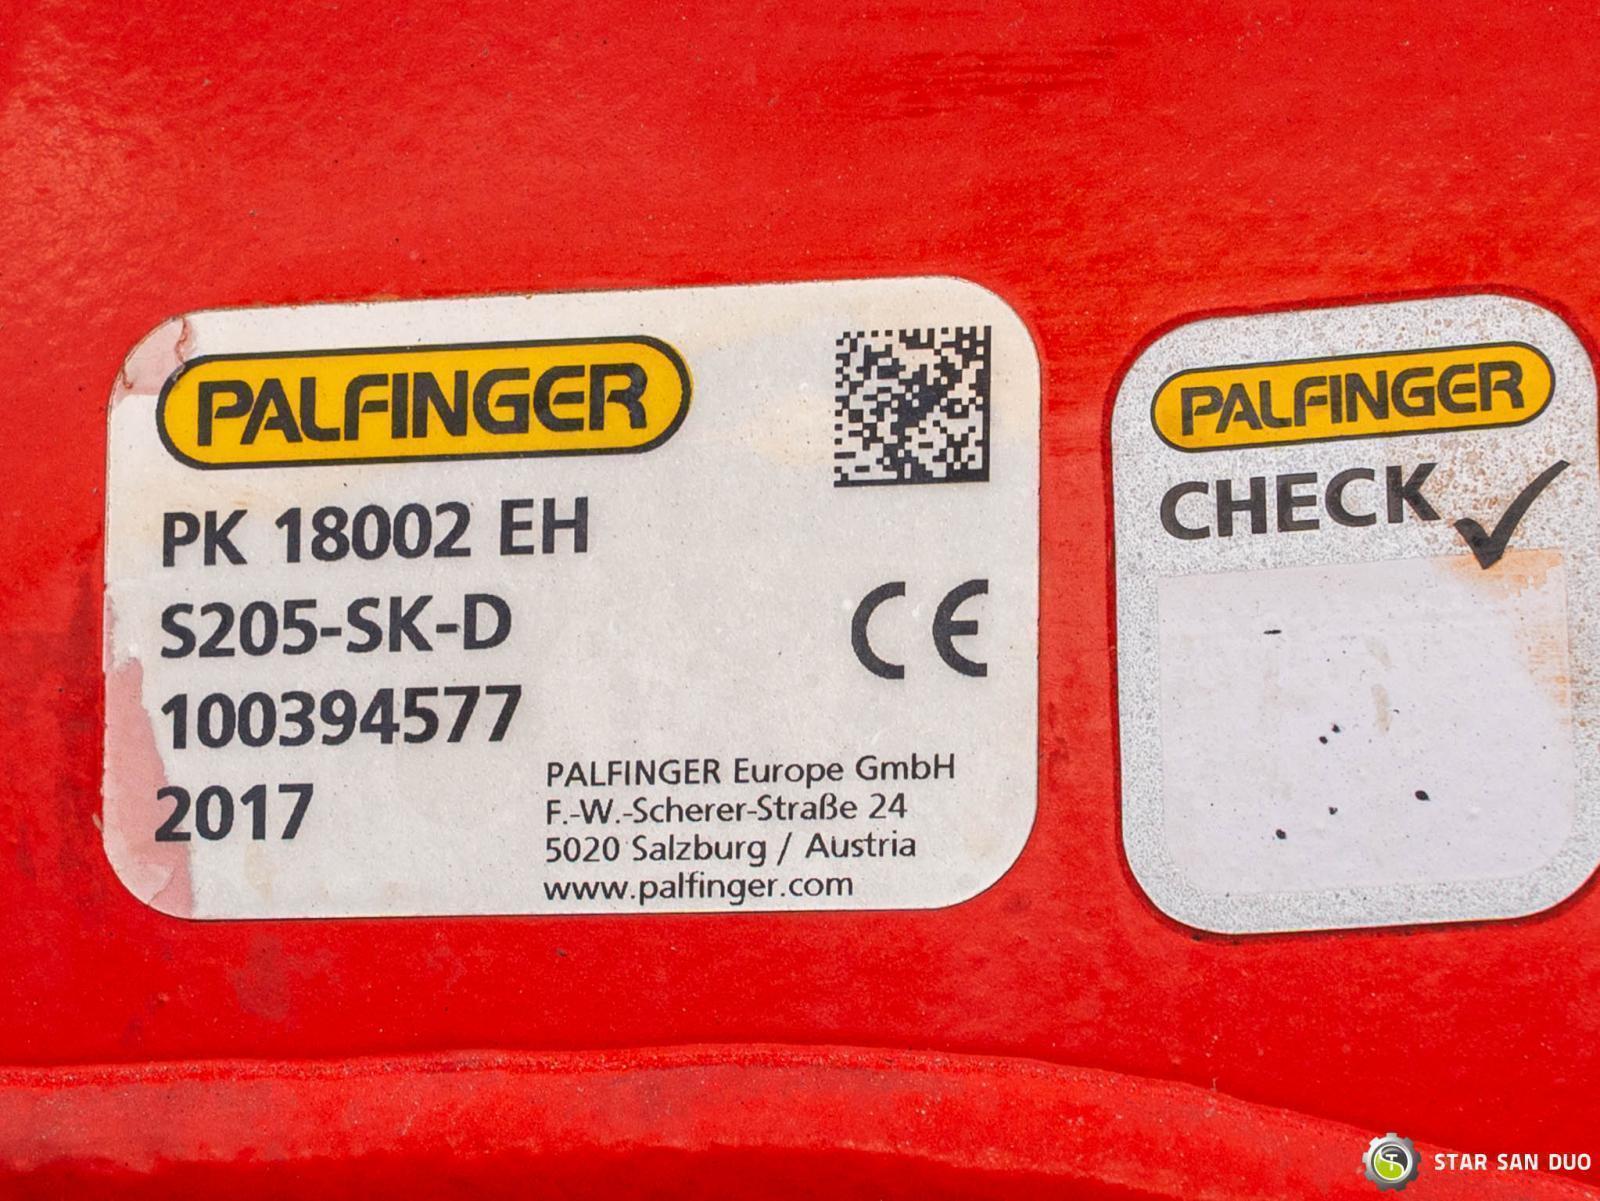 PALFINGER
PK 18002 EH
S205-SK-D
100394577
2017
CE
PALFINGER Europe GmbH
F.-W.-Scherer-Straße 24
5020 Salzburg / Austria
www.palfinger.com
PALFINGER
CHECK
STAR SAN DUO